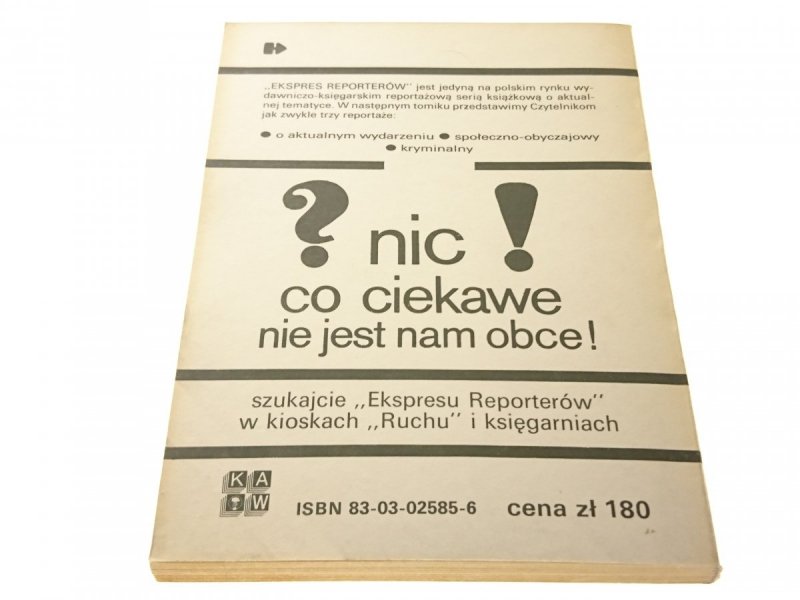 „EKSPRES REPORTERÓW" jest jedyną na polskim rynku wy-
dawniczo-księgarskim reportażową serią książkową o aktual-
nej tematyce. W następnym tomiku przedstawimy Czytelnikom
jak zwykle trzy reportaże:
● o aktualnym wydarzeniu ● społeczno-obyczajowy
● kryminalny
? nic !
co ciekawe
nie jest nam obce!
szukajcie „Ekspresu Reporterów"
w kioskach „Ruchu" i księgarniach
K A
W
ISBN 83-03-02585-6 cena zł 180